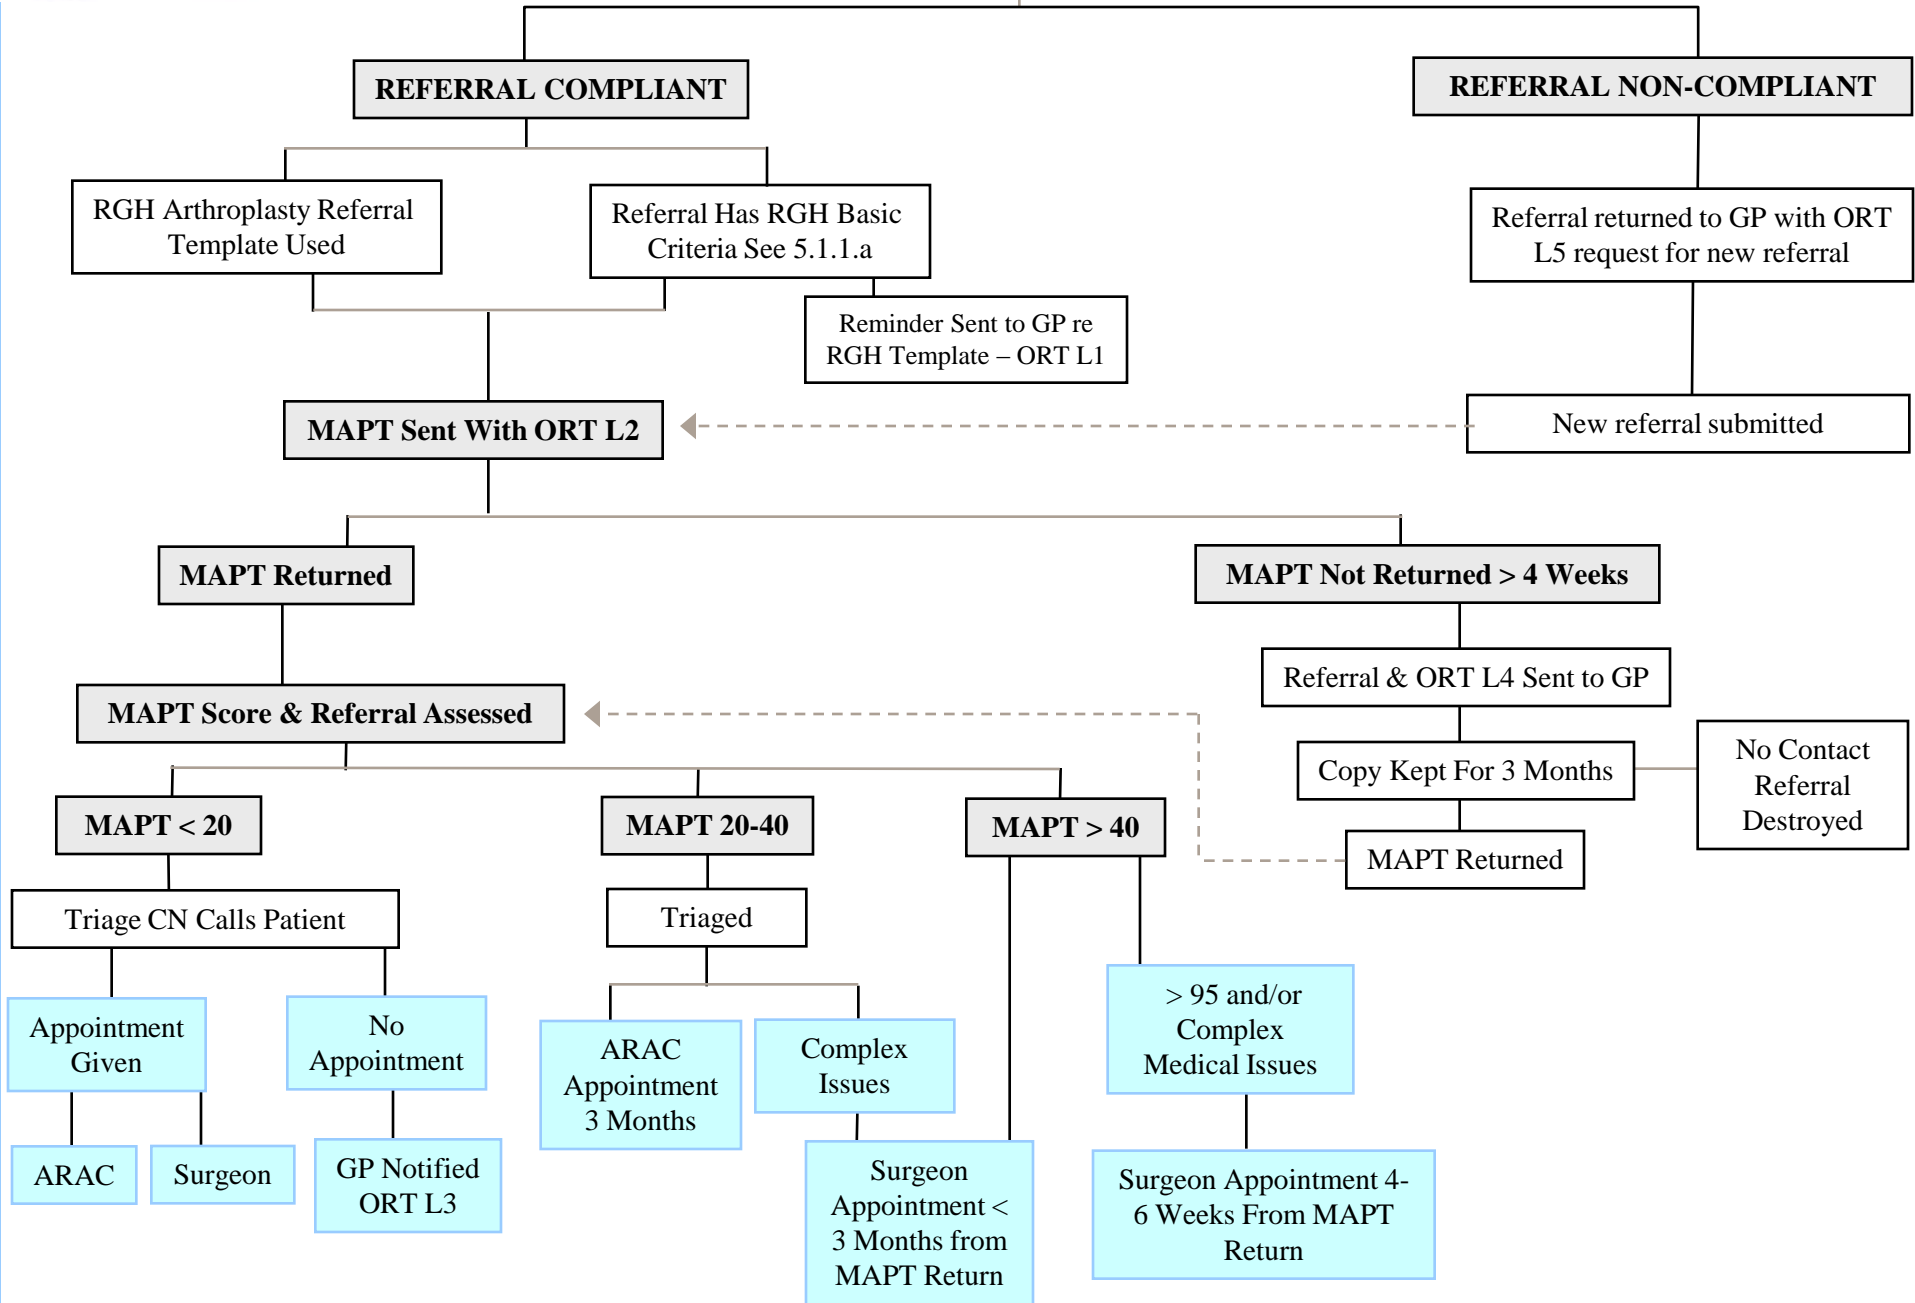 REFERRAL COMPLIANT
REFERRAL NON-COMPLIANT
RGH Arthroplasty Referral
Template Used
Referral Has RGH Basic
Criteria See 5.1.1.a
Referral returned to GP with ORT
L5 request for new referral
Reminder Sent to GP re
RGH Template – ORT L1
MAPT Sent With ORT L2
New referral submitted
MAPT Returned
MAPT Not Returned > 4 Weeks
Referral & ORT L4 Sent to GP
MAPT Score & Referral Assessed
Copy Kept For 3 Months
No Contact
Referral
Destroyed
MAPT Returned
MAPT < 20
MAPT 20-40
MAPT > 40
Triage CN Calls Patient
Triaged
Appointment
Given
No
Appointment
ARAC
Appointment
3 Months
Complex
Issues
> 95 and/or
Complex
Medical Issues
ARAC
Surgeon
GP Notified
ORT L3
Surgeon
Appointment <
3 Months from
MAPT Return
Surgeon Appointment 4-
6 Weeks From MAPT
Return